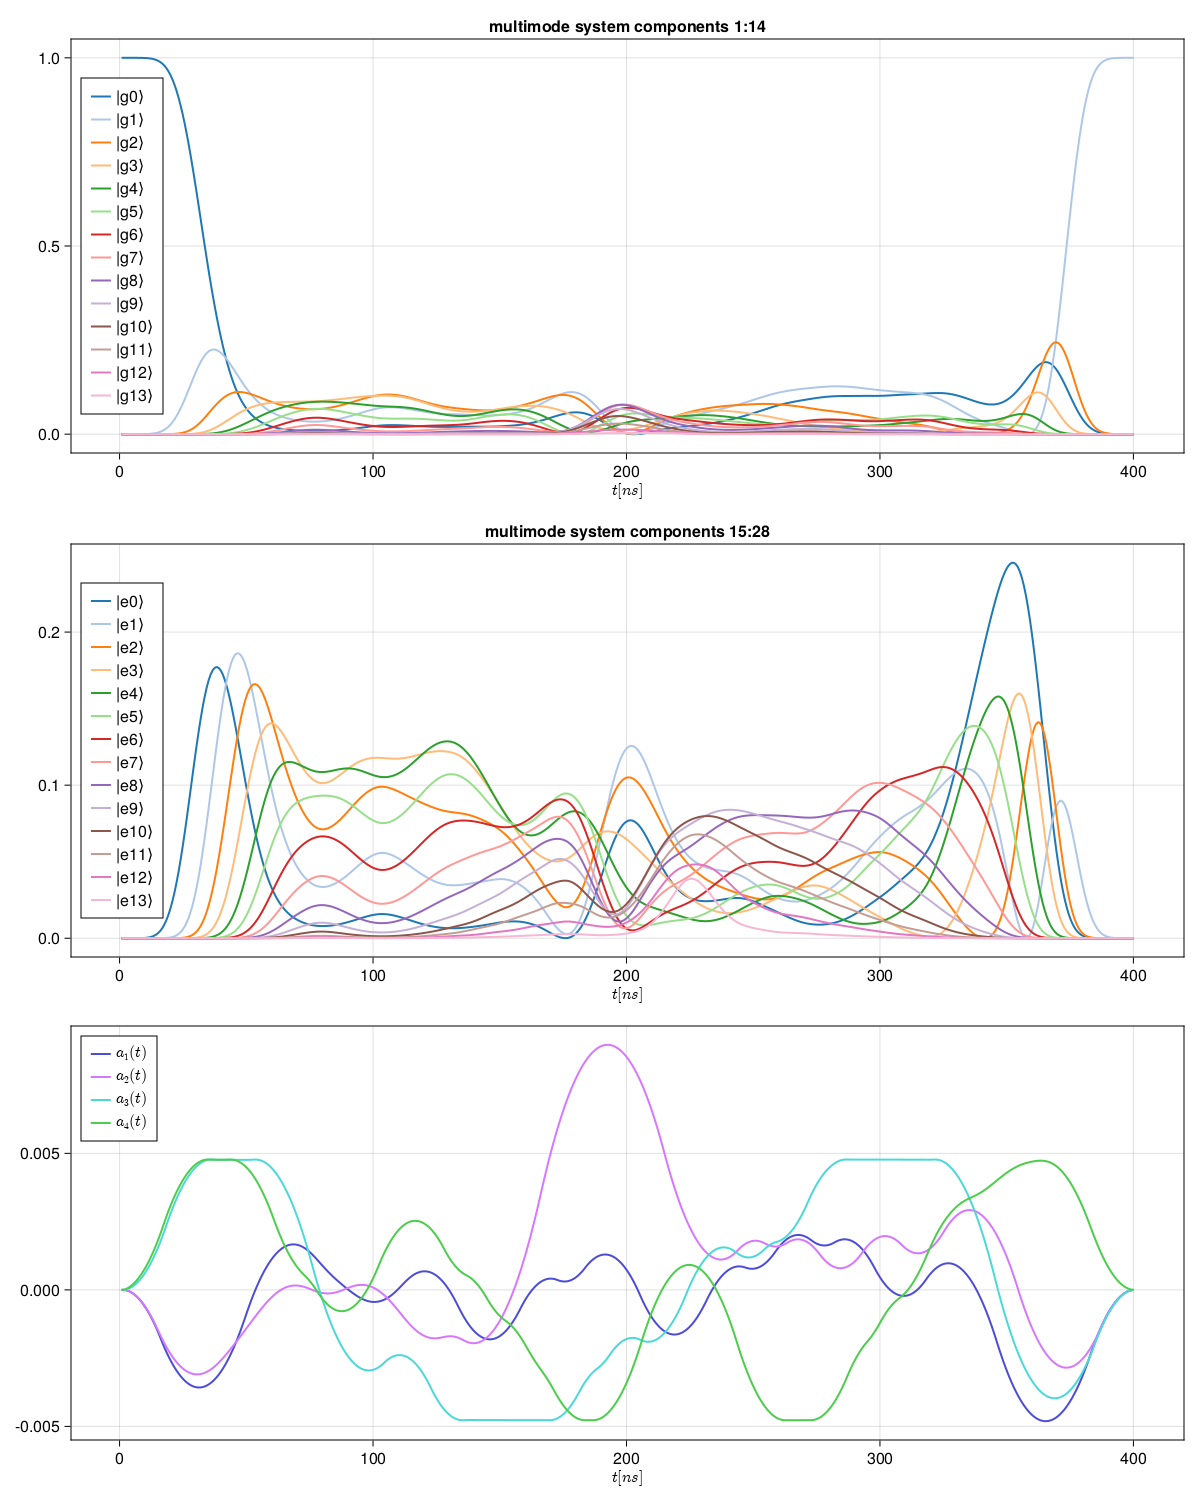 multimode system components 1:14
1.0
0.5
0.0
|g0⟩
|g1⟩
|g2⟩
|g3⟩
|g4⟩
|g5⟩
|g6⟩
|g7⟩
|g8⟩
|g9⟩
|g10⟩
|g11⟩
|g12⟩
|g13⟩
0 100 200 300 400
t[ns]
multimode system components 15:28
0.2
0.1
0.0
|e0⟩
|e1⟩
|e2⟩
|e3⟩
|e4⟩
|e5⟩
|e6⟩
|e7⟩
|e8⟩
|e9⟩
|e10⟩
|e11⟩
|e12⟩
|e13⟩
0 100 200 300 400
t[ns]
a₁(t)
a₂(t)
a₃(t)
a₄(t)
0.005
0.000
-0.005
0 100 200 300 400
t[ns]